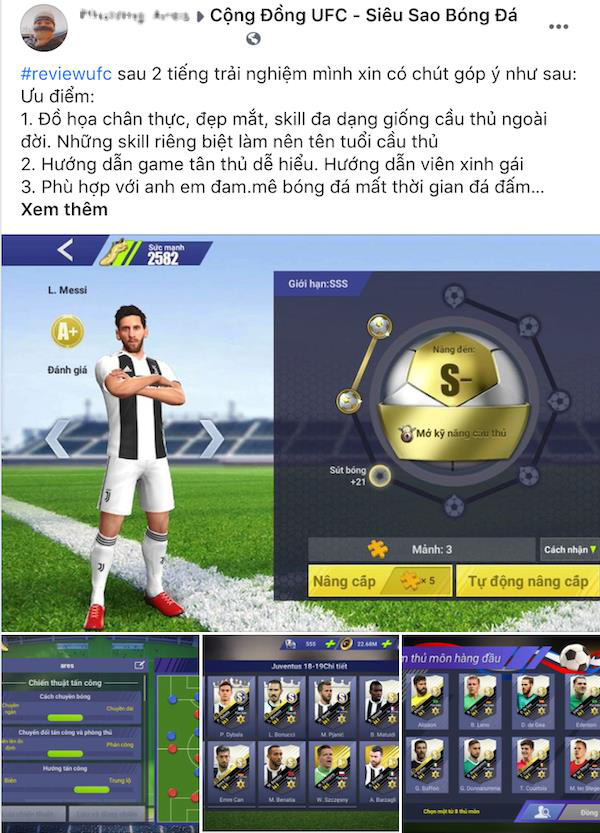 Cộng Đồng UFC - Siêu Sao Bóng Đá
#reviewufc sau 2 tiếng trải nghiệm mình xin có chút góp ý như sau:
Ưu điểm:
1. Đồ họa chân thực, đẹp mắt, skill đa dạng giống cầu thủ ngoài
đời. Những skill riêng biệt làm nên tên tuổi cầu thủ
2. Hướng dẫn game tân thủ dễ hiểu. Hướng dẫn viên xinh gái
3. Phù hợp với anh em đam.mê bóng đá mất thời gian đá đấm...
Xem thêm
Sức mạnh
2582
L. Messi
A+
Đánh giá
Giới hạn:SSS
Nâng đến:
S-
Mở kỹ năng cầu thủ
Sút bóng
+21
Mảnh: 3
Cách nhận
Nâng cấp
× 5
Tự động nâng cấp
ares
Chiến thuật tấn công
Cách chuyền bóng
Chuyền
ngắn
Chuyền dài
Chuyển đổi tấn công và phòng thủ
Phản công
Hướng tấn công
Biên
Trung lộ
555
22.68M
Juventus 18-19Chi tiết
P. Dybala
L. Bonucci
M. Pjanić
B. Matuidi
Emre Can
M. Benatia
W. Szczęsny
A. Barzagli
n thủ môn hàng đầu
Alisson
B. Leno
D. de Gea
Ederson
G. Buffon
G. Donnarumma
T. Courtois
M. ter Stege
Chọn một từ 8 thủ môn
Đóng